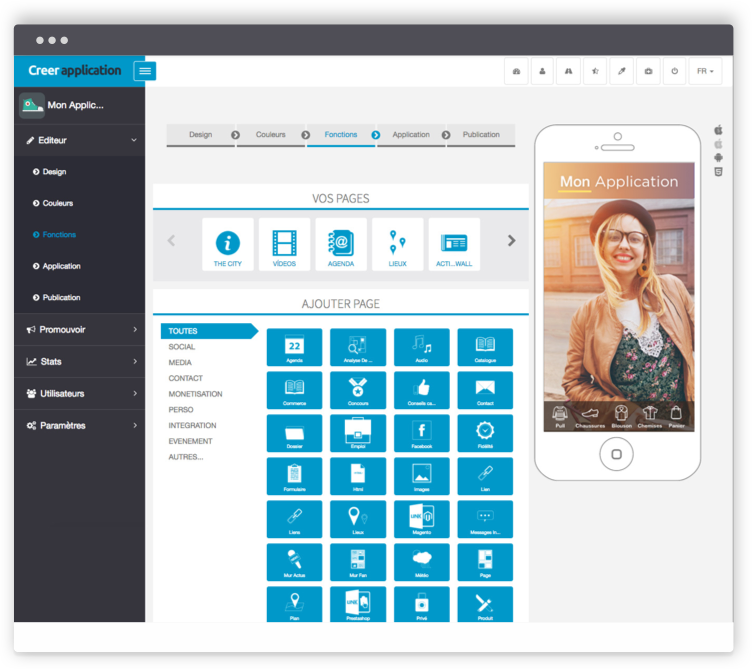 Creer application
FR
Mon Applic...
Editeur
Design
Couleurs
Fonctions
Application
Publication
Promouvoir
Stats
Utilisateurs
Paramètres
Design
Couleurs
Fonctions
Application
Publication
VOS PAGES
THE CITY
VÍDEOS
AGENDA
LIEUX
ACTI...WALL
AJOUTER PAGE
TOUTES
SOCIAL
MEDIA
CONTACT
MONETISATION
PERSO
INTEGRATION
EVENEMENT
AUTRES...
22
Agenda
Analyse De ...
Audio
Catalogue
Commerce
Concours
Conseils ca...
Contact
Dossier
Emploi
Facebook
Fidélité
Formulaire
Html
Images
Lien
Liens
Lieux
Magento
Messages In...
Mur Actus
Mur Fan
Météo
Page
Plan
Prestashop
Privé
Produit
Mon Application
Pull
Chaussures
Blouson
Chemises
Panier